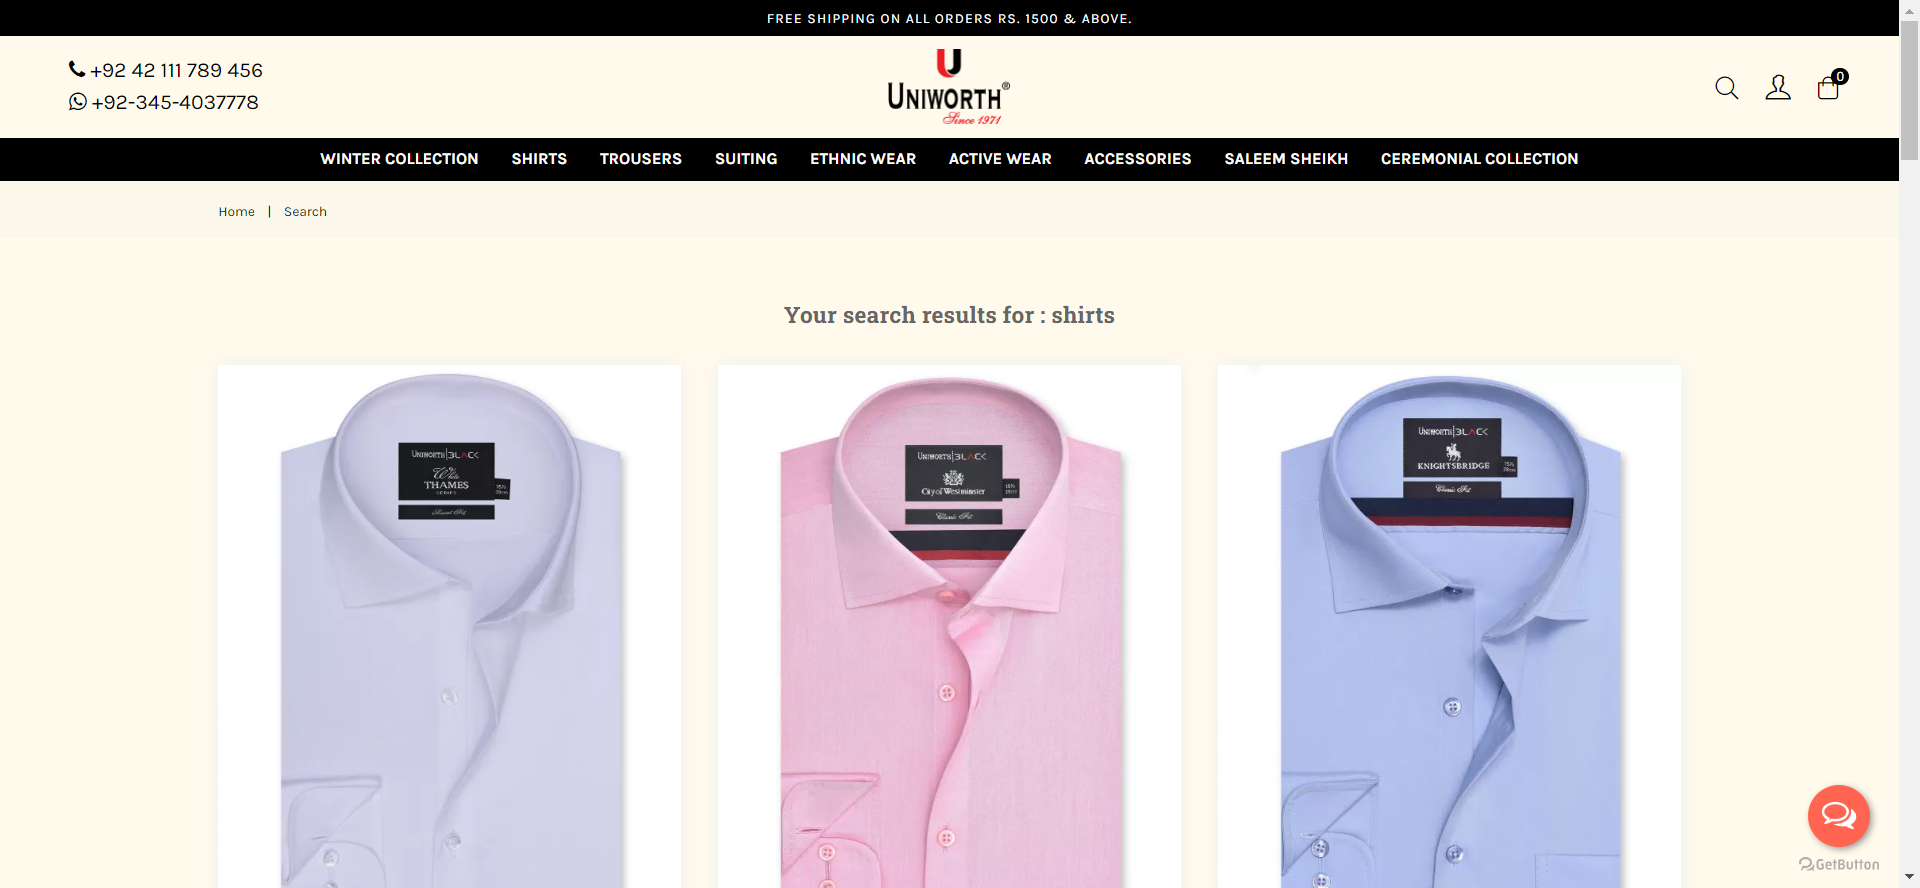 FREE SHIPPING ON ALL ORDERS RS. 1500 & ABOVE.
+92 42 111 789 456
+92-345-4037778
UNIWORTH®
Since 1971
0
WINTER COLLECTION SHIRTS TROUSERS SUITING ETHNIC WEAR ACTIVE WEAR ACCESSORIES SALEEM SHEIKH CEREMONIAL COLLECTION
Home | Search
Your search results for : shirts
UNIWORTH|BLACK
White
THAMES
SERIES
Smart Fit
UNIWORTH|BLACK
City of Westminster
Classic Fit
UNIWORTH|BLACK
KNIGHTSBRIDGE
Classic Fit
GetButton